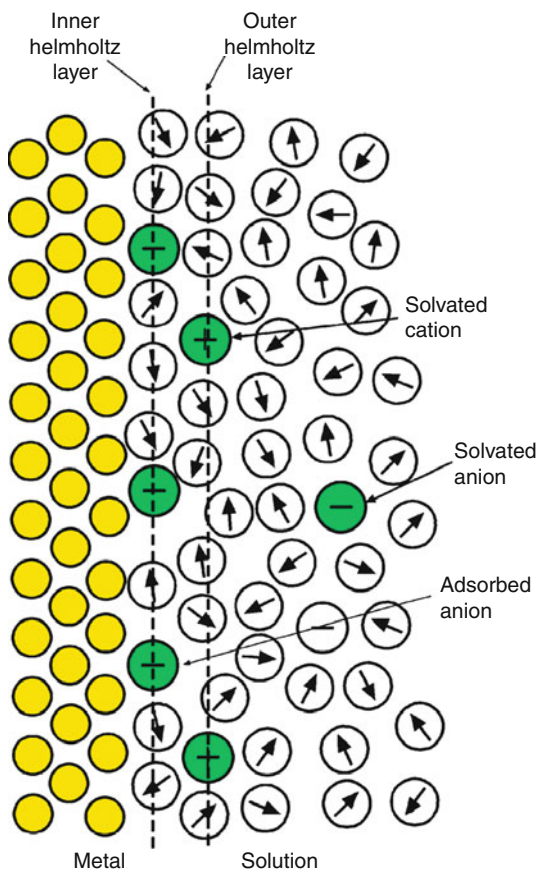 Inner
helmholtz
layer
Outer
helmholtz
layer
Solvated
cation
Solvated
anion
Adsorbed
anion
Metal
Solution